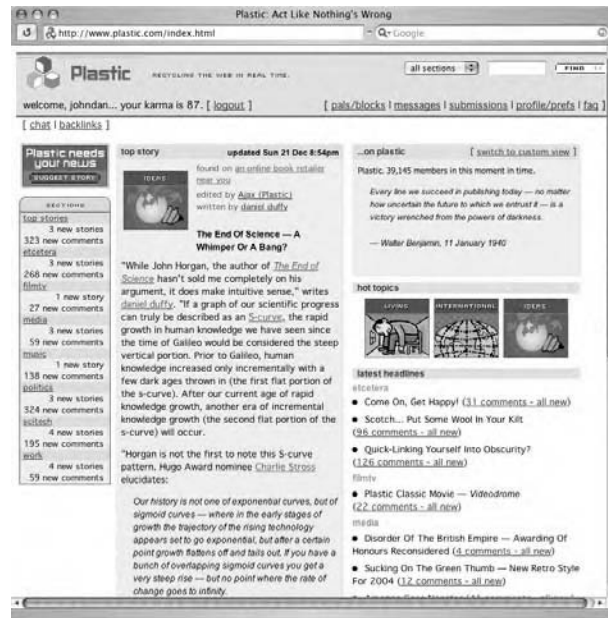 Plastic: Act Like Nothing's Wrong
http://www.plastic.com/index.html
Google
Plastic
RECYCLING THE WEB IN REAL TIME.
all sections
FIND
welcome, johndan... your karma is 87. [ logout ]
[ pals/blocks | messages | submissions | profile/prefs | faq ]
[ chat | backlinks ]
Plastic needs
your news
SUGGEST STORY
SECTIONS
top stories
3 new stories
323 new comments
etcetera
3 new stories
268 new comments
filmtv
1 new story
27 new comments
media
3 new stories
59 new comments
music
1 new story
138 new comments
politics
3 new stories
324 new comments
scitech
4 new stories
195 new comments
work
4 new stories
59 new comments
top story
updated Sun 21 Dec 8:54pm
IDEAS
found on an online book retailer
near you
edited by Ajax (Plastic)
written by daniel duffy
The End Of Science — A
Whimper Or A Bang?
"While John Horgan, the author of The End of
Science hasn't sold me completely on his
argument, it does make intuitive sense," writes
daniel duffy. "If a graph of our scientific progress
can truly be described as an S-curve, the rapid
growth in human knowledge we have seen since
the time of Galileo would be considered the steep
vertical portion. Prior to Galileo, human
knowledge increased only incrementally with a
few dark ages thrown in (the first flat portion of
the s-curve). After our current age of rapid
knowledge growth, another era of incremental
knowledge growth (the second flat portion of the
s-curve) will occur.
"Horgan is not the first to note this S-curve
pattern. Hugo Award nominee Charlie Stross
elucidates:
Our history is not one of exponential curves, but of
sigmoid curves — where in the early stages of
growth the trajectory of the rising technology
appears set to go exponential, but after a certain
point growth flattens off and tails out. If you have a
bunch of overlapping sigmoid curves you get a
very steep rise — but no point where the rate of
change goes to infinity.
...on plastic
[ switch to custom view ]
Plastic. 39,145 members in this moment in time.
Every line we succeed in publishing today — no matter
how uncertain the future to which we entrust it — is a
victory wrenched from the powers of darkness.
— Walter Benjamin, 11 January 1940
hot topics
LIVING
INTERNATIONAL
IDEAS
latest headlines
etcetera
• Come On, Get Happy! (31 comments - all new)
• Scotch... Put Some Wool In Your Kilt
(96 comments - all new)
• Quick-Linking Yourself Into Obscurity?
(126 comments - all new)
filmtv
• Plastic Classic Movie — Videodrome
(22 comments - all new)
media
• Disorder Of The British Empire — Awarding Of
Honours Reconsidered (4 comments - all new)
• Sucking On The Green Thumb — New Retro Style
For 2004 (12 comments - all new)